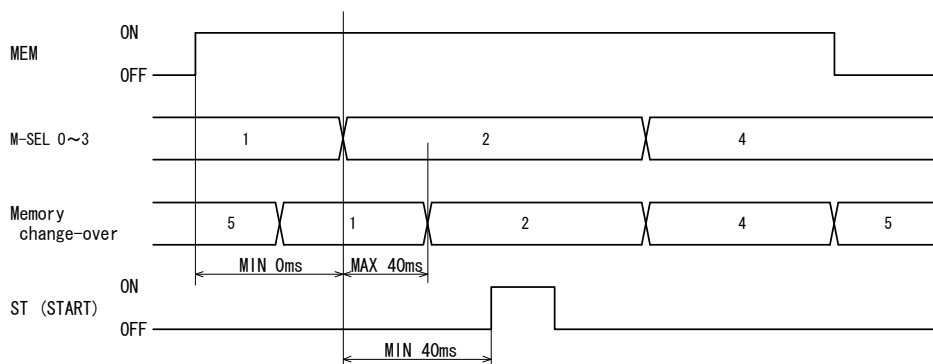 ON
MEM
OFF
M-SEL 0～3
1
2
4
Memory
change-over
5
1
2
4
5
MIN 0ms
MAX 40ms
ON
ST (START)
OFF
MIN 40ms